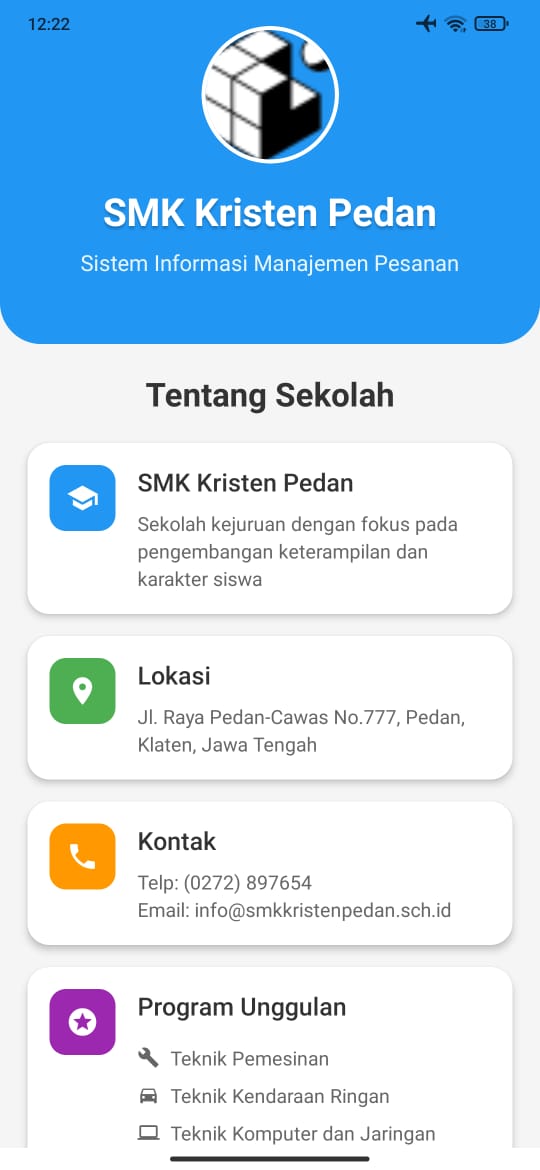 12:22
38
SMK Kristen Pedan
Sistem Informasi Manajemen Pesanan
Tentang Sekolah
SMK Kristen Pedan
Sekolah kejuruan dengan fokus pada
pengembangan keterampilan dan
karakter siswa
Lokasi
Jl. Raya Pedan-Cawas No.777, Pedan,
Klaten, Jawa Tengah
Kontak
Telp: (0272) 897654
Email: info@smkkristenpedan.sch.id
Program Unggulan
Teknik Pemesinan
Teknik Kendaraan Ringan
Teknik Komputer dan Jaringan